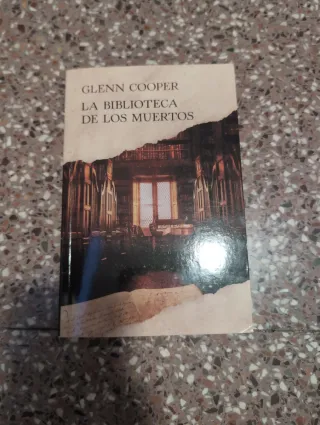 GLENN COOPER
LA BIBLIOTECA
DE LOS MUERTOS